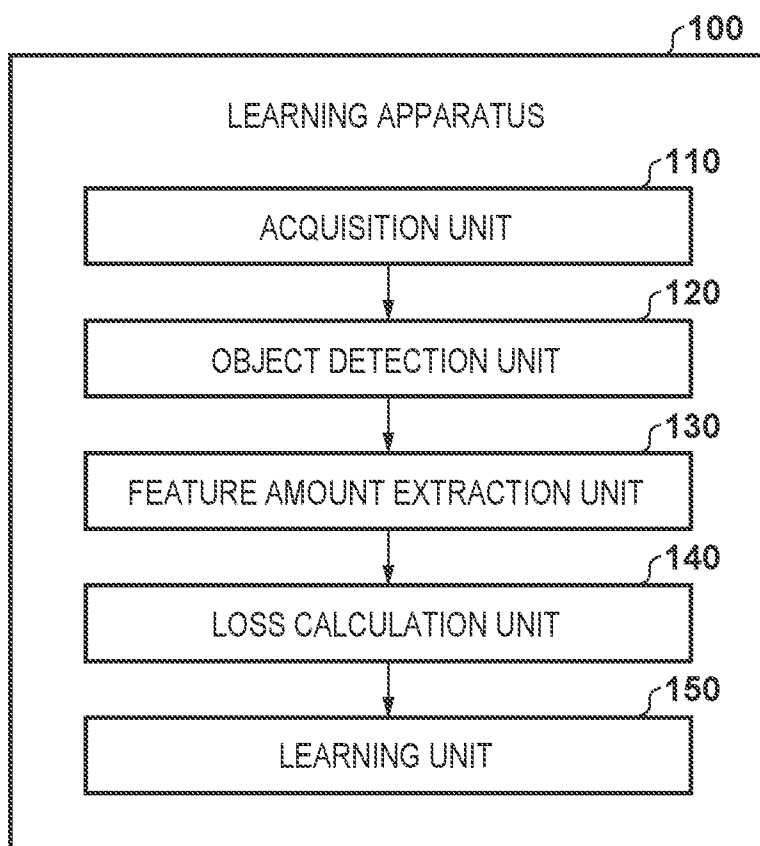 100
LEARNING APPARATUS
110
ACQUISITION UNIT
120
OBJECT DETECTION UNIT
130
FEATURE AMOUNT EXTRACTION UNIT
140
LOSS CALCULATION UNIT
150
LEARNING UNIT